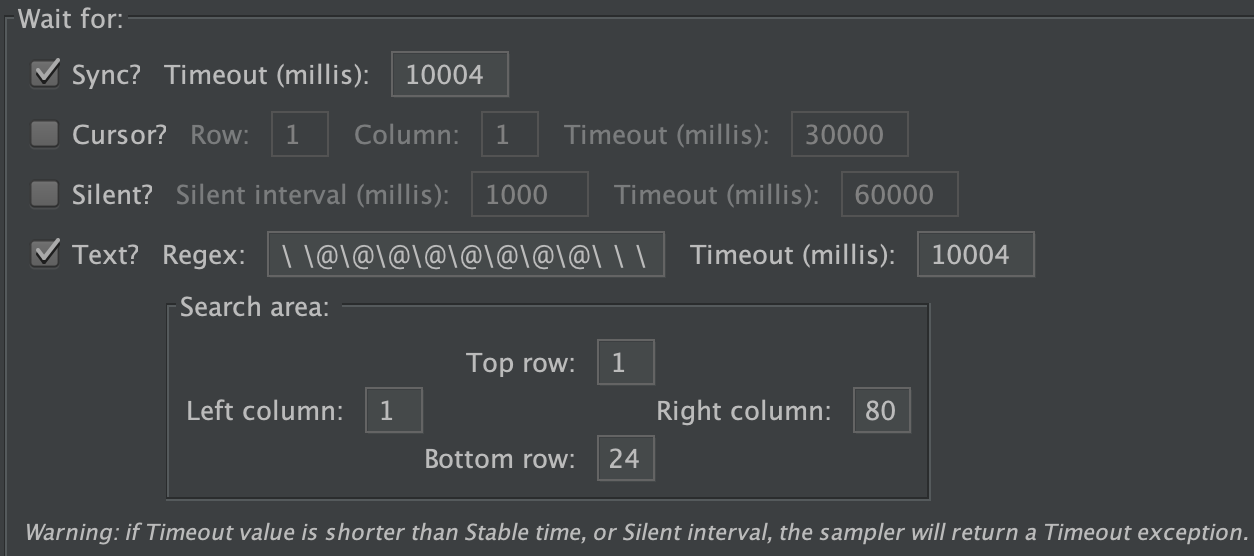 Wait for:
Sync? Timeout (millis): 10004
Cursor? Row: 1 Column: 1 Timeout (millis): 30000
Silent? Silent interval (millis): 1000 Timeout (millis): 60000
Text? Regex: \ \@\@\@\@\@\@\@\@\ \ \ Timeout (millis): 10004
Search area:
Top row: 1
Left column: 1 Right column: 80
Bottom row: 24
Warning: if Timeout value is shorter than Stable time, or Silent interval, the sampler will return a Timeout exception.